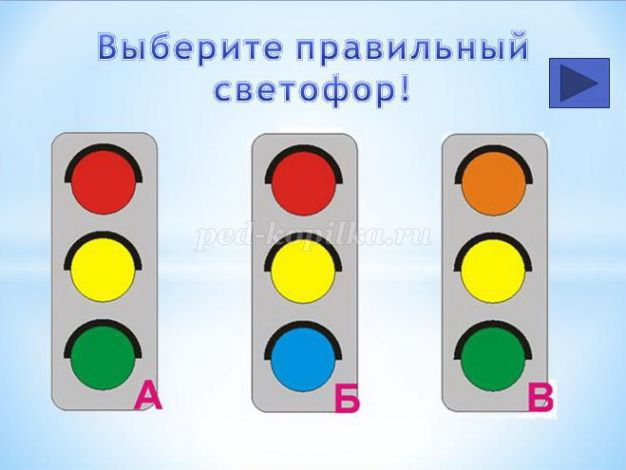 Выберите правильный
светофор!
ped-kopilka.ru
А Б В